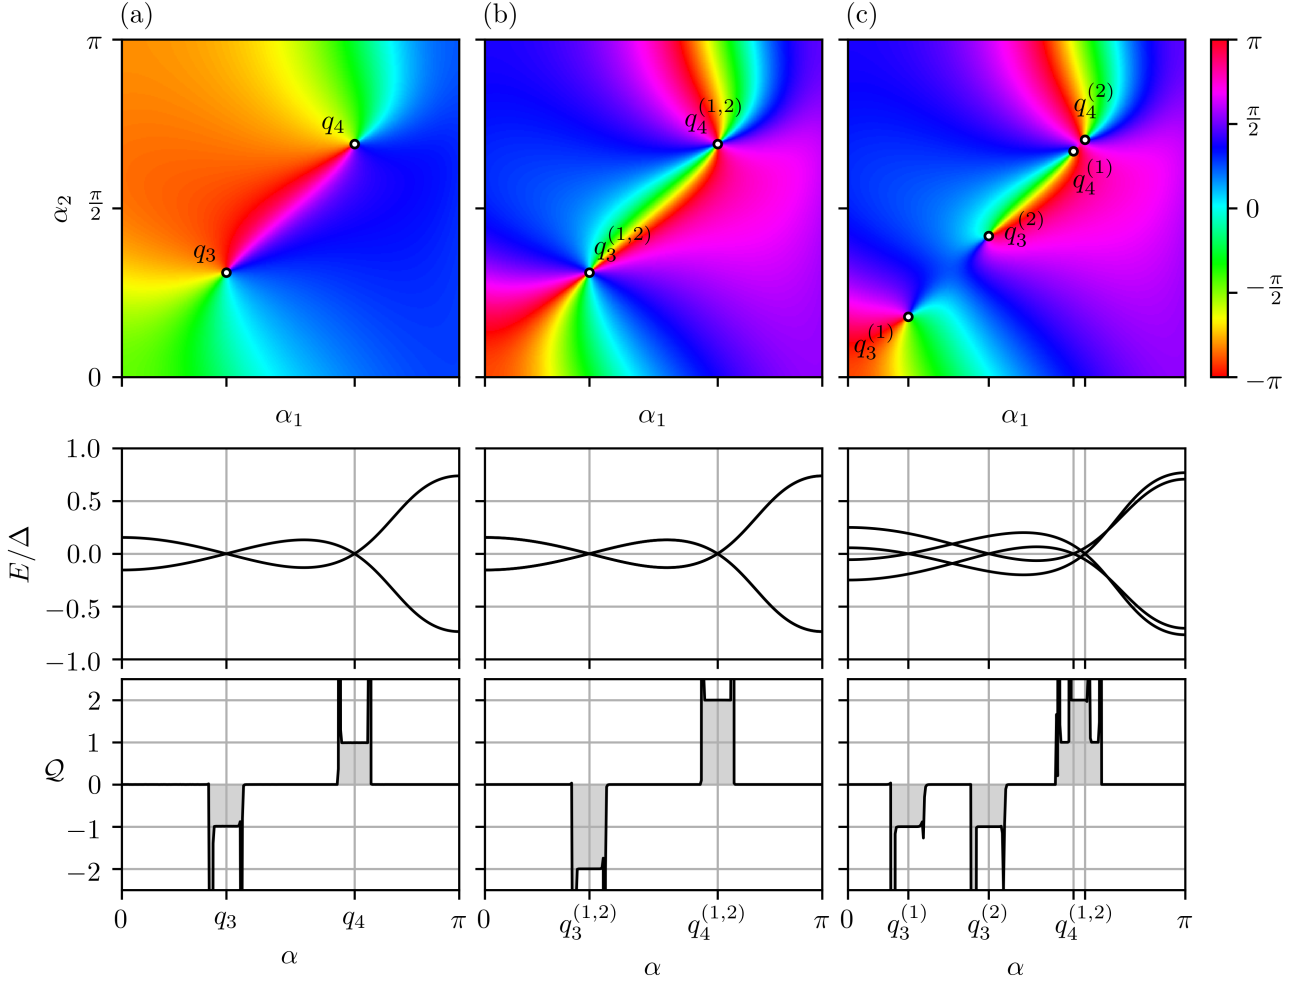 (a) (b) (c)
π π
q₄ q₄^(1,2) q₄^(2) π/2
q₄^(1)
α₂ π/2 0
q₃ q₃^(1,2) q₃^(2)
−π/2
q₃^(1)
0 −π
α₁ α₁ α₁
1.0
0.5
E/Δ 0.0
−0.5
−1.0
2
1
𝒬 0
−1
−2
0 q₃ q₄ π 0 q₃^(1,2) q₄^(1,2) π 0 q₃^(1) q₃^(2) q₄^(1,2) π
α α α